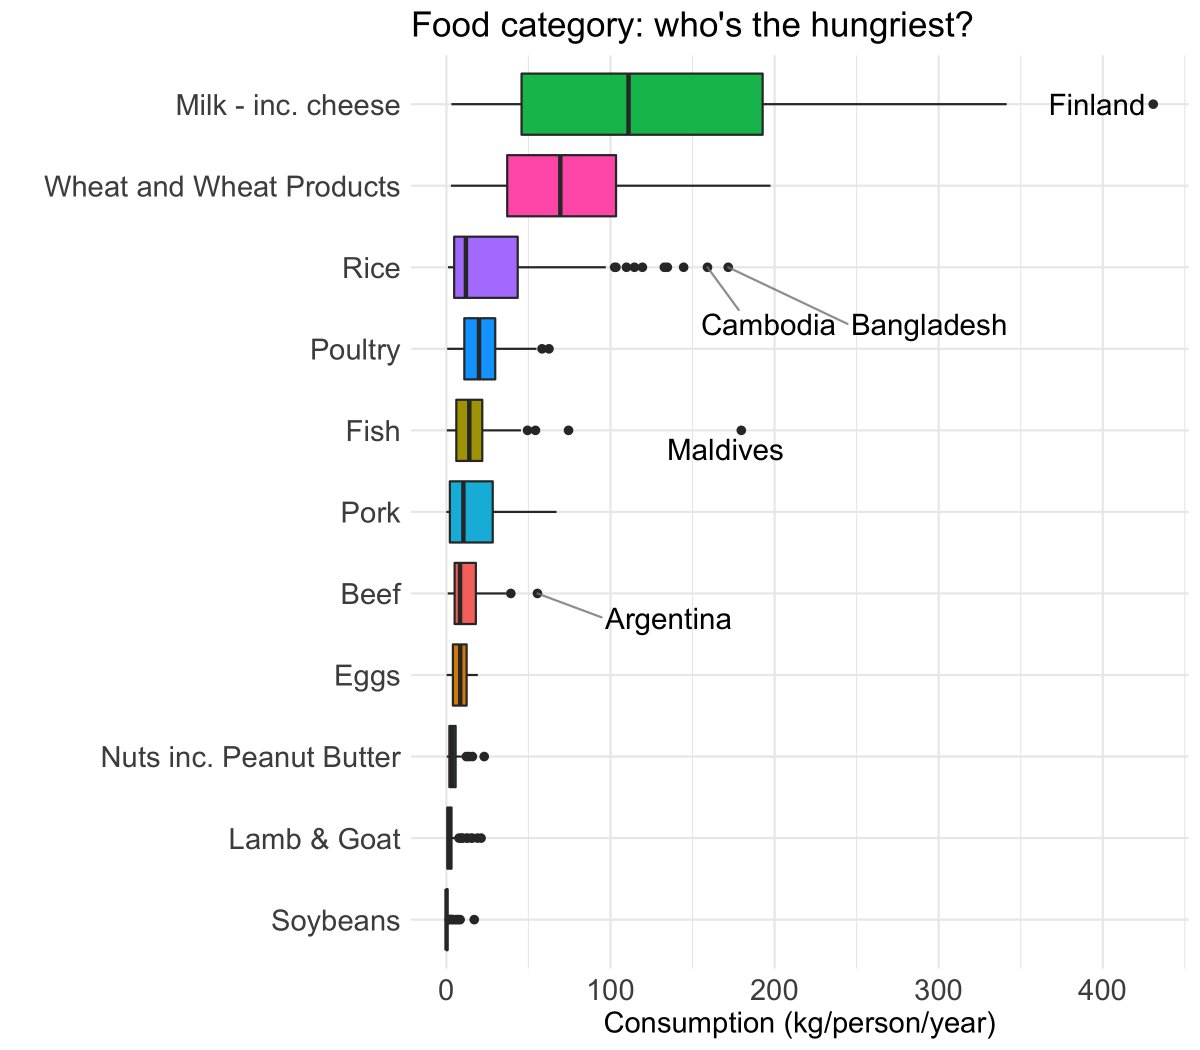 Food category: who's the hungriest?
Milk - inc. cheese
Finland
Wheat and Wheat Products
Rice
Cambodia
Bangladesh
Poultry
Fish
Maldives
Pork
Beef
Argentina
Eggs
Nuts inc. Peanut Butter
Lamb & Goat
Soybeans
0 100 200 300 400
Consumption (kg/person/year)